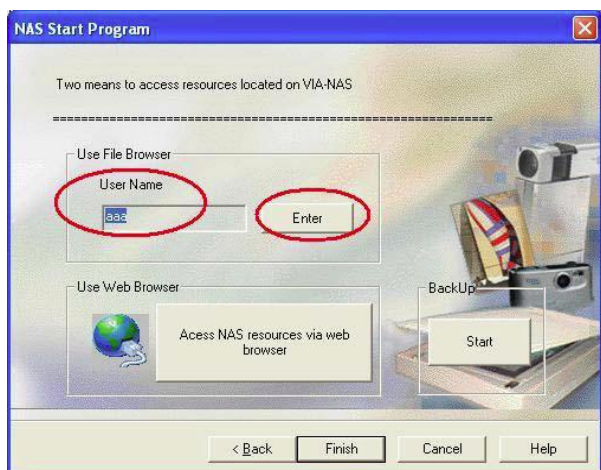 NAS Start Program
Two means to access resources located on VIA-NAS
================================================
Use File Browser
User Name
aaa
Enter
Use Web Browser
Acess NAS resources via web
browser
BackUp
Start
< Back
Finish
Cancel
Help